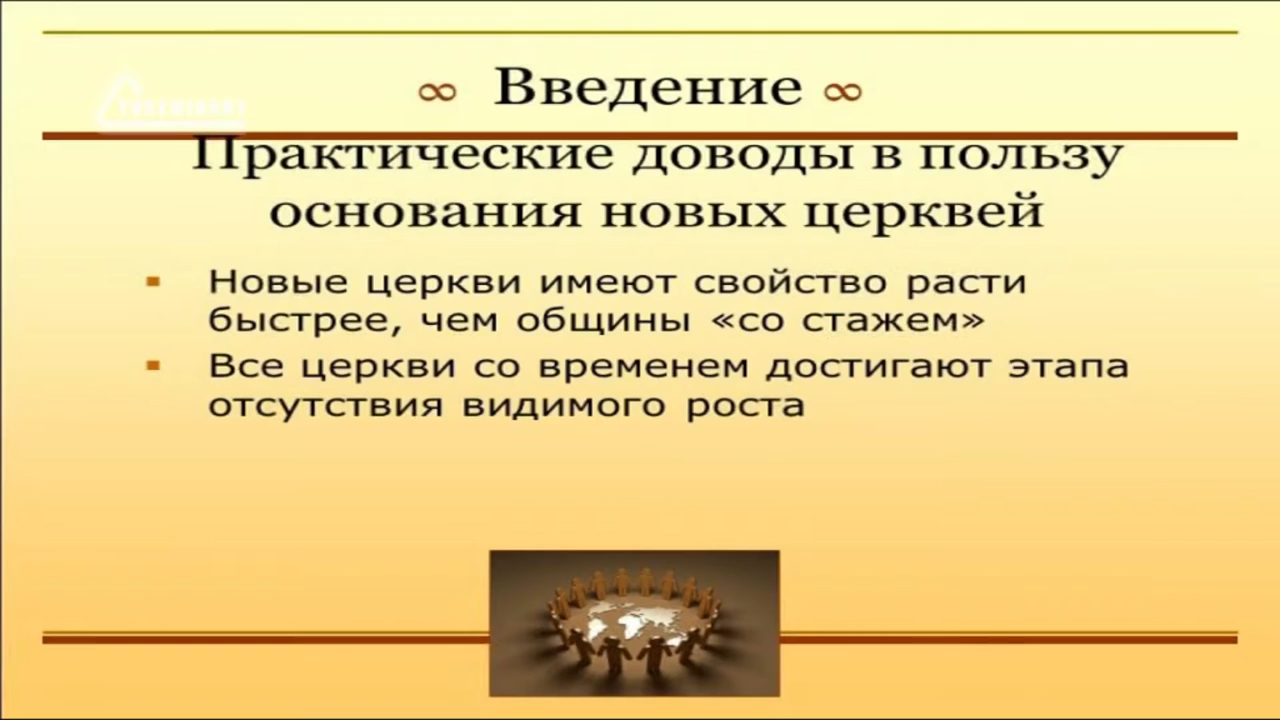 ∞ Введение ∞
Практические доводы в пользу
основания новых церквей
▪ Новые церкви имеют свойство расти
быстрее, чем общины «со стажем»
▪ Все церкви со временем достигают этапа
отсутствия видимого роста